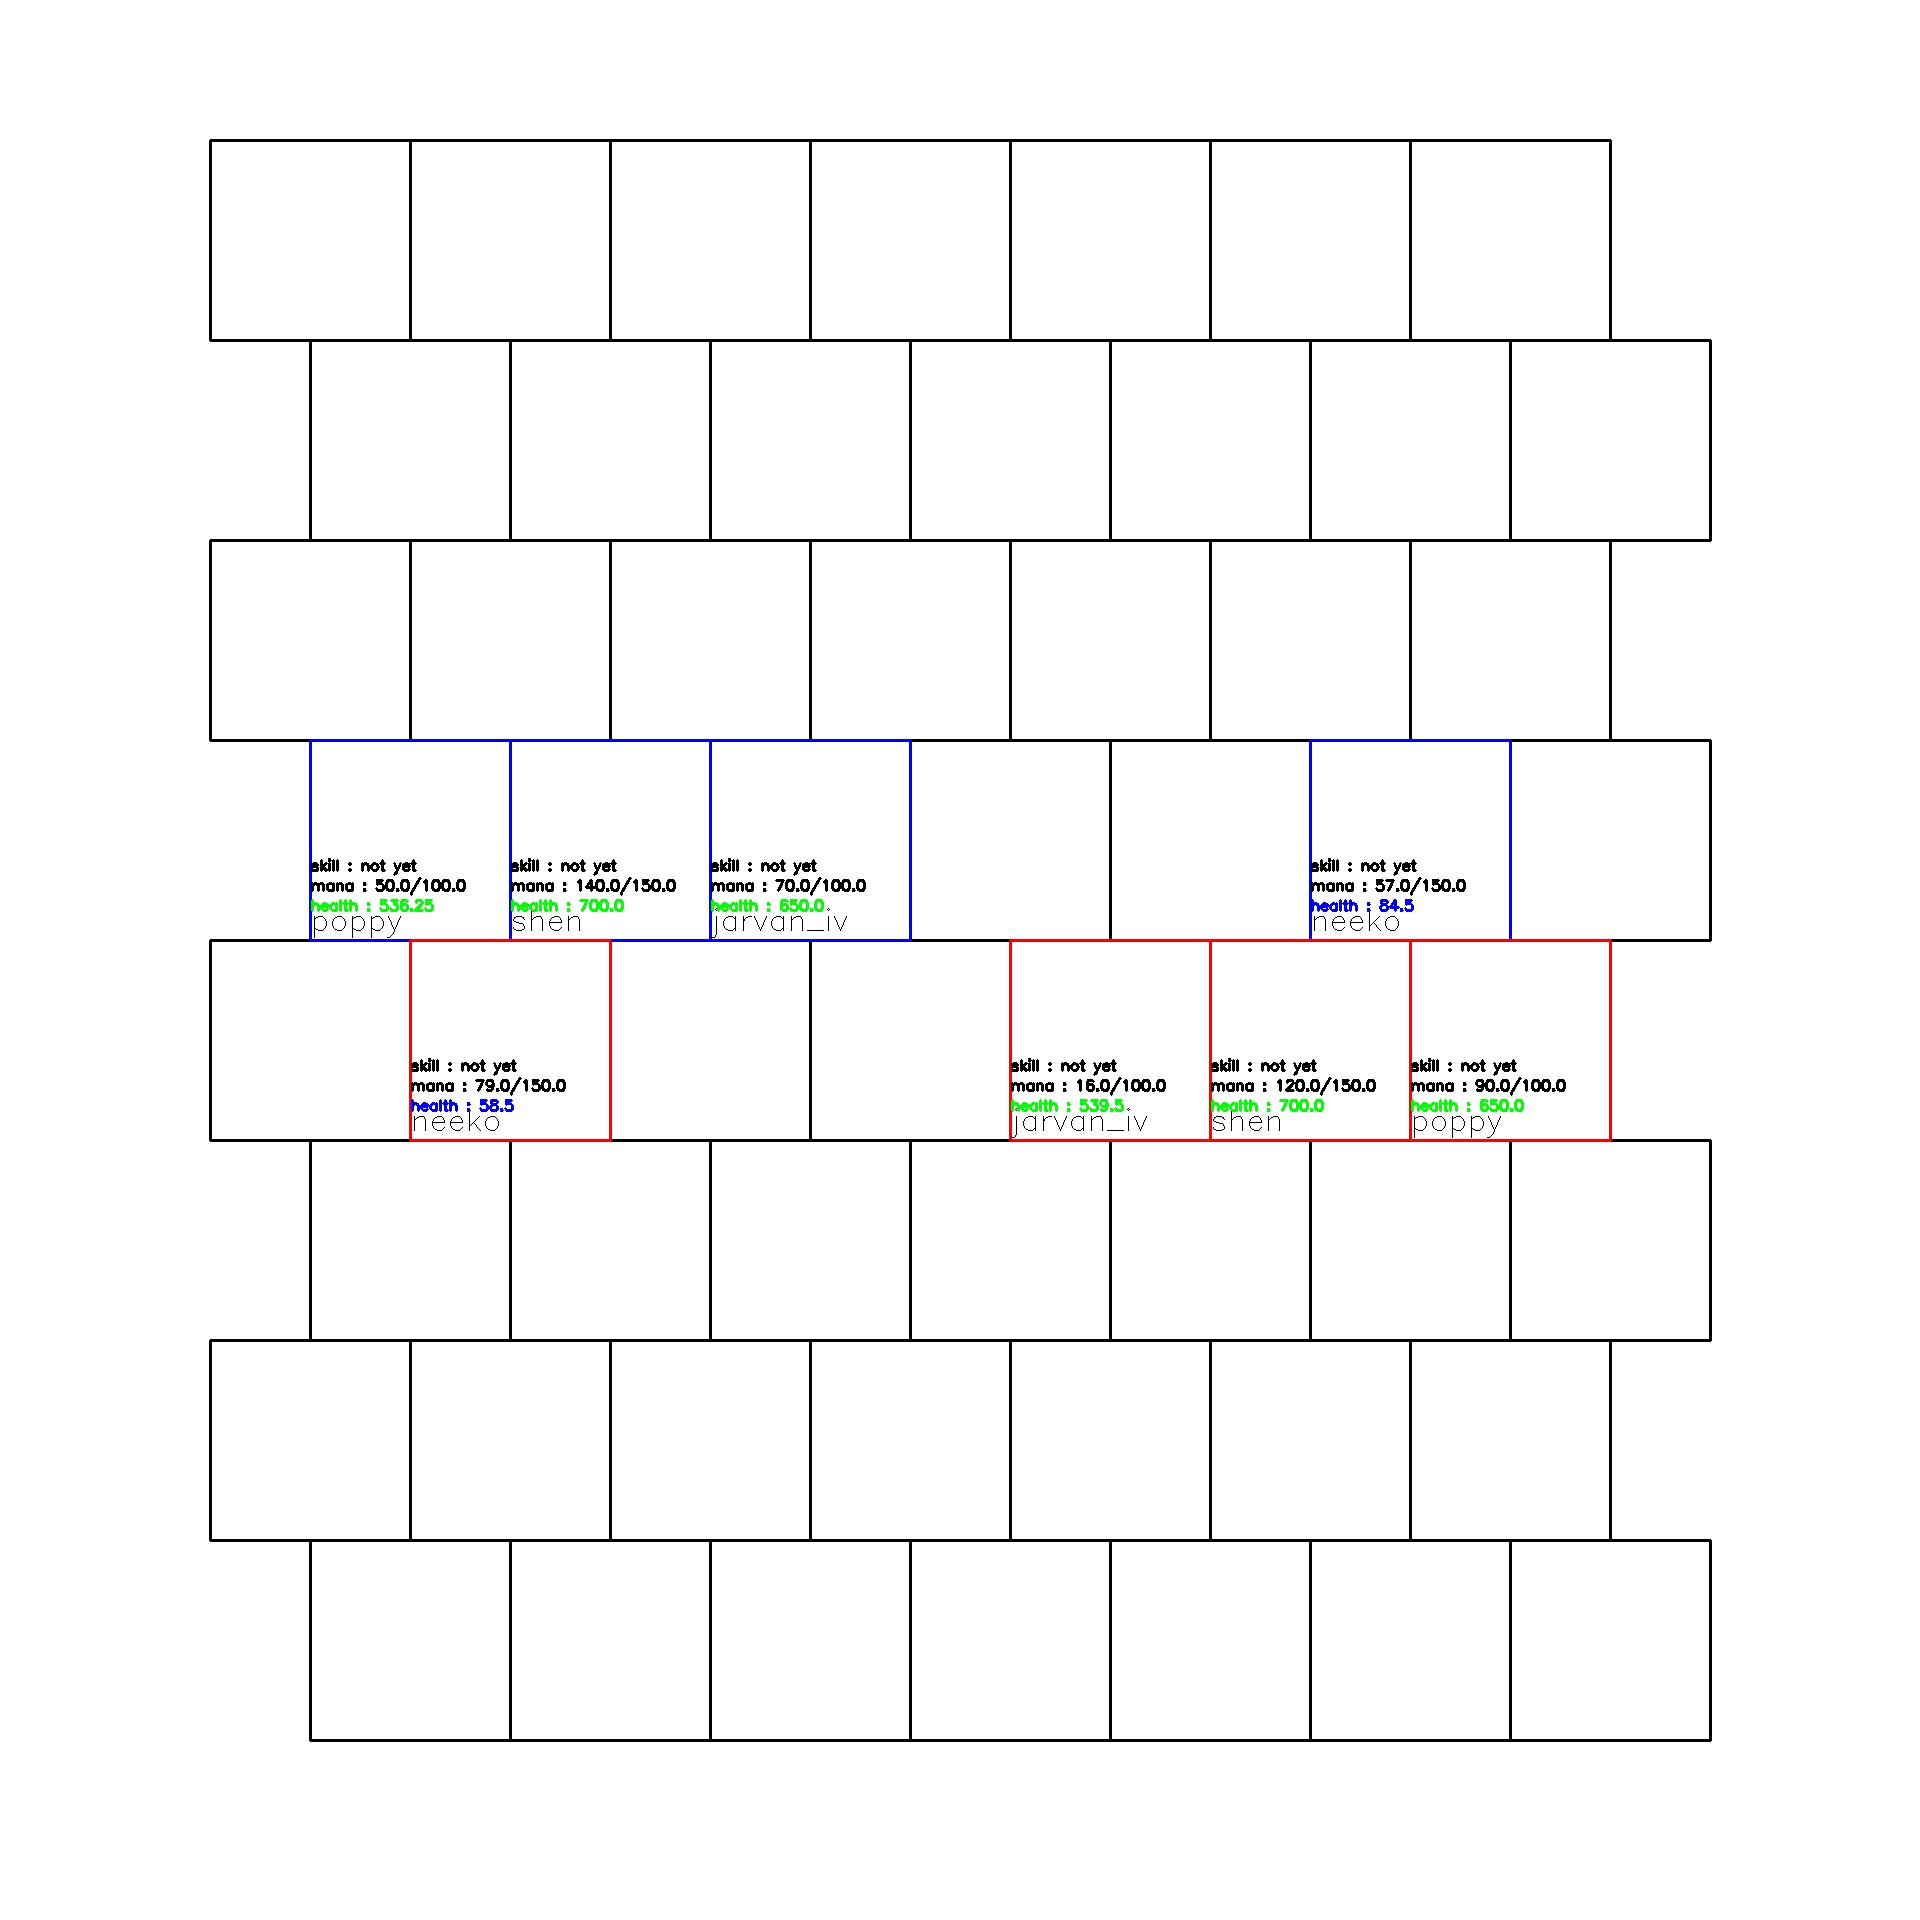 skill : not yet
mana : 50.0/100.0
health : 536.25
poppy
skill : not yet
mana : 140.0/150.0
health : 700.0
shen
skill : not yet
mana : 70.0/100.0
health : 650.0
jarvan_iv
skill : not yet
mana : 57.0/150.0
health : 84.5
neeko
skill : not yet
mana : 79.0/150.0
health : 58.5
neeko
skill : not yet
mana : 16.0/100.0
health : 539.5
jarvan_iv
skill : not yet
mana : 120.0/150.0
health : 700.0
shen
skill : not yet
mana : 90.0/100.0
health : 650.0
poppy